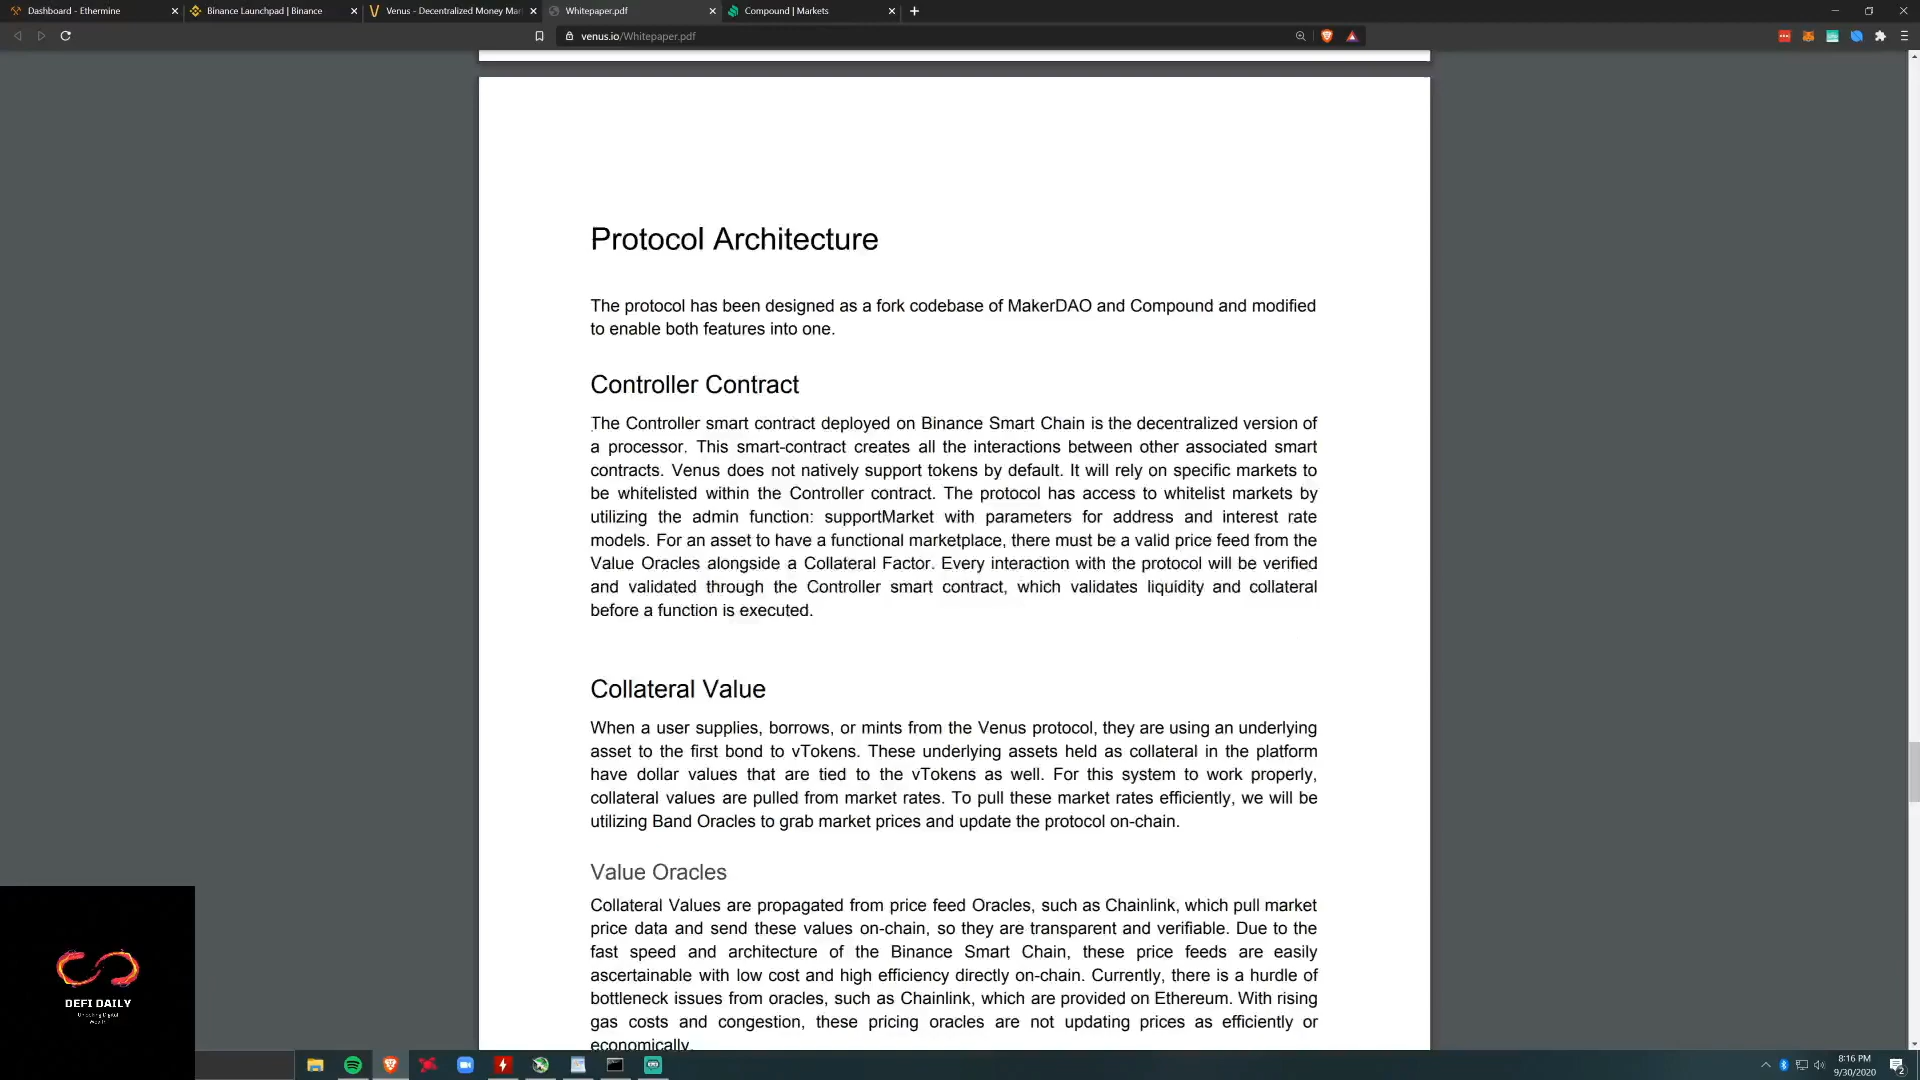 Dashboard - Ethermine
Binance Launchpad | Binance
Venus - Decentralized Money Mar
Whitepaper.pdf
Compound | Markets
venus.io/Whitepaper.pdf
Protocol Architecture
The protocol has been designed as a fork codebase of MakerDAO and Compound and modified
to enable both features into one.
Controller Contract
The Controller smart contract deployed on Binance Smart Chain is the decentralized version of
a processor. This smart-contract creates all the interactions between other associated smart
contracts. Venus does not natively support tokens by default. It will rely on specific markets to
be whitelisted within the Controller contract. The protocol has access to whitelist markets by
utilizing the admin function: supportMarket with parameters for address and interest rate
models. For an asset to have a functional marketplace, there must be a valid price feed from the
Value Oracles alongside a Collateral Factor. Every interaction with the protocol will be verified
and validated through the Controller smart contract, which validates liquidity and collateral
before a function is executed.
Collateral Value
When a user supplies, borrows, or mints from the Venus protocol, they are using an underlying
asset to the first bond to vTokens. These underlying assets held as collateral in the platform
have dollar values that are tied to the vTokens as well. For this system to work properly,
collateral values are pulled from market rates. To pull these market rates efficiently, we will be
utilizing Band Oracles to grab market prices and update the protocol on-chain.
Value Oracles
Collateral Values are propagated from price feed Oracles, such as Chainlink, which pull market
price data and send these values on-chain, so they are transparent and verifiable. Due to the
fast speed and architecture of the Binance Smart Chain, these price feeds are easily
ascertainable with low cost and high efficiency directly on-chain. Currently, there is a hurdle of
bottleneck issues from oracles, such as Chainlink, which are provided on Ethereum. With rising
gas costs and congestion, these pricing oracles are not updating prices as efficiently or
economically.
DEFI DAILY
Unlocking Digital
Wealth
8:16 PM
9/30/2020
2